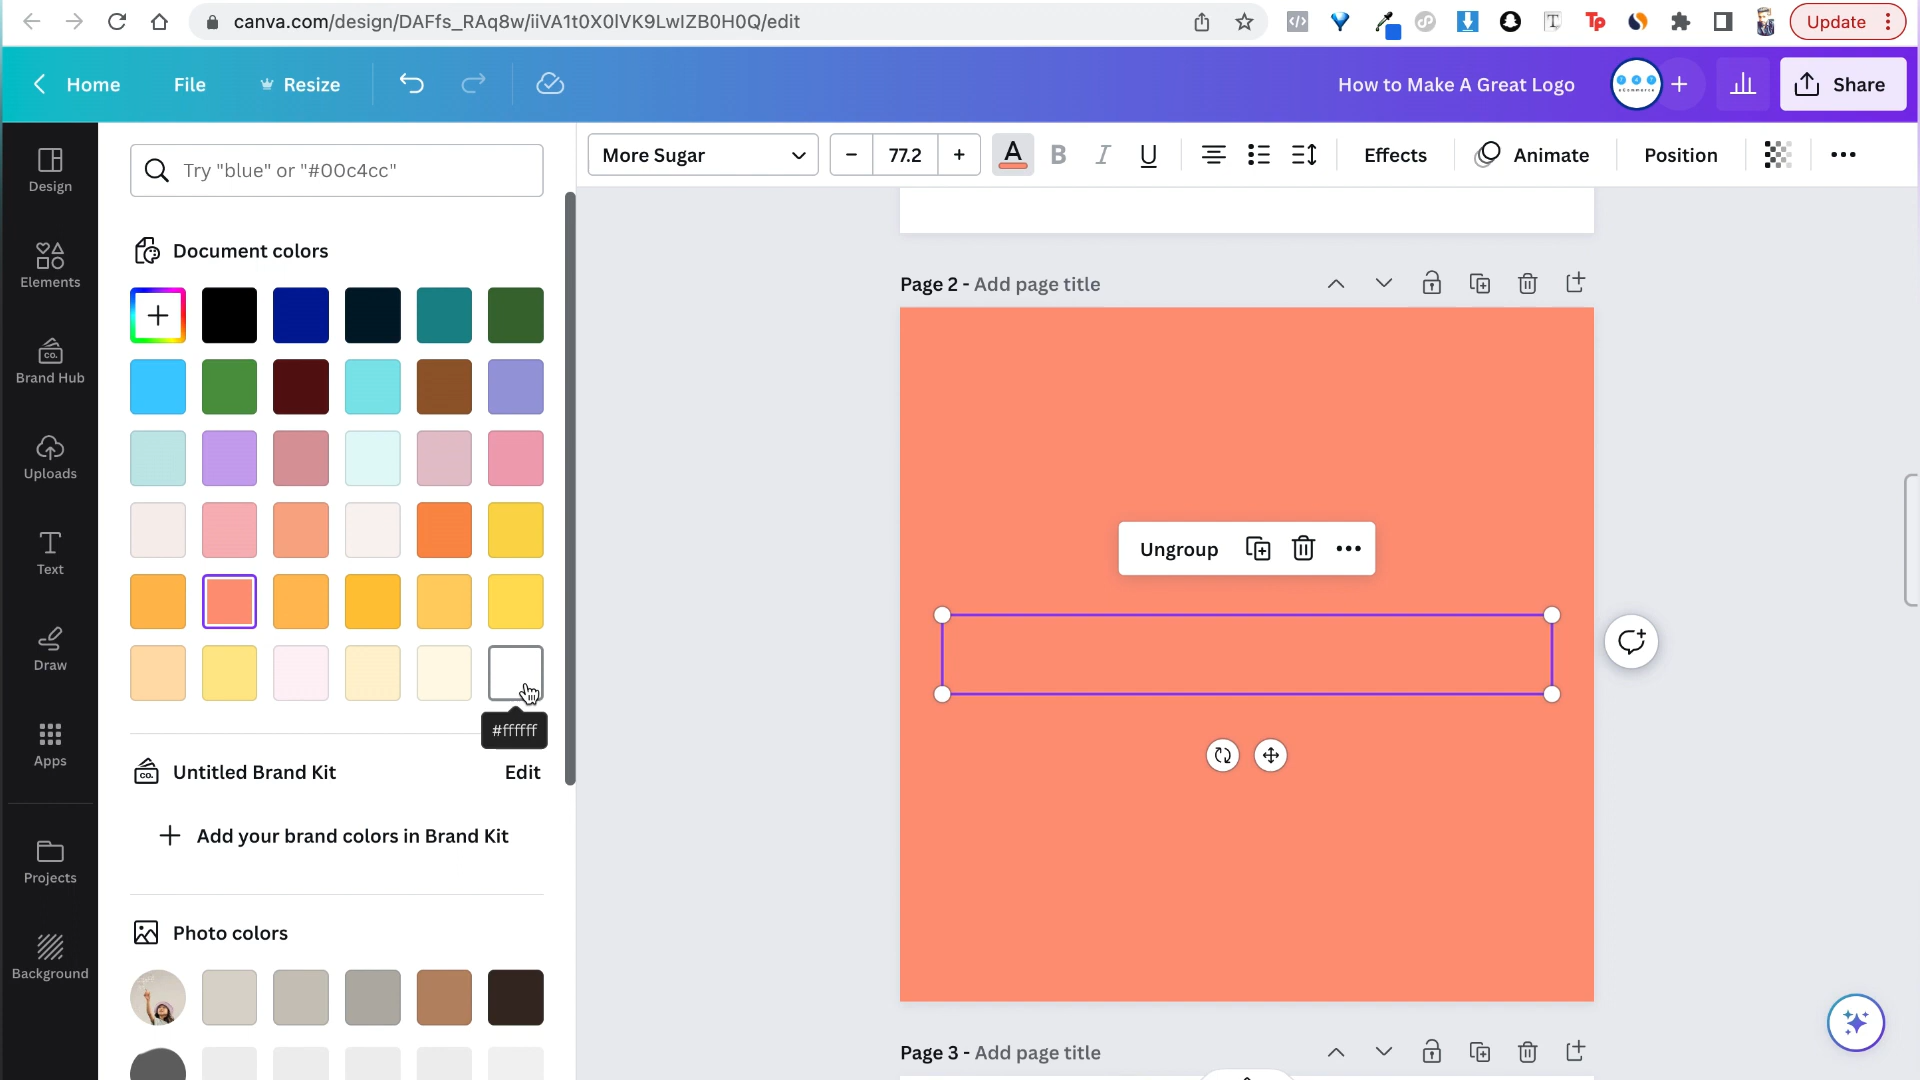 canva.com/design/DAFfs_RAq8w/iiVA1t0X0IVK9LwIZB0H0Q/edit
Update
Home
File
Resize
How to Make A Great Logo
Share
Design
Elements
Brand Hub
Uploads
Text
Draw
Apps
Projects
Background
Try "blue" or "#00c4cc"
Document colors
#ffffff
Untitled Brand Kit
Edit
Add your brand colors in Brand Kit
Photo colors
More Sugar
77.2
A
B
I
U
Effects
Animate
Position
Page 2 - Add page title
Ungroup
Page 3 - Add page title